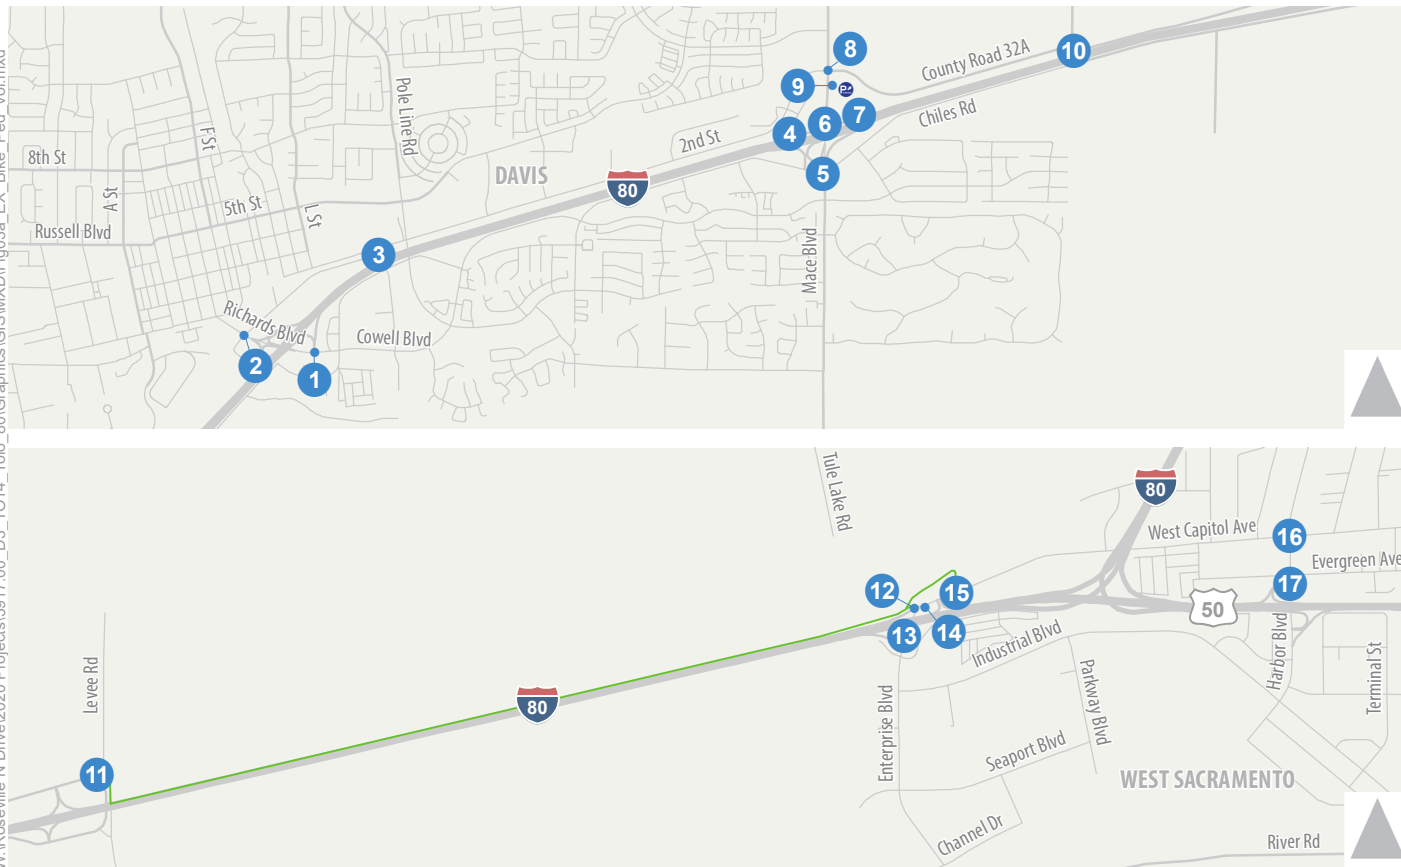 8
County Road 32A
10
9
P
Chiles Rd
7
6
4
2nd St
5
Pole Line Rd
F St
8th St
A St
DAVIS
80
5th St
L St
Russell Blvd
Mace Blvd
3
Richards Blvd
Cowell Blvd
2
1
Tule Lake Rd
80
West Capitol Ave
16
Evergreen Ave
17
12
15
50
13
14
Industrial Blvd
Harbor Blvd
Terminal St
Levee Rd
80
Enterprise Blvd
Parkway Blvd
Seaport Blvd
11
WEST SACRAMENTO
Channel Dr
River Rd